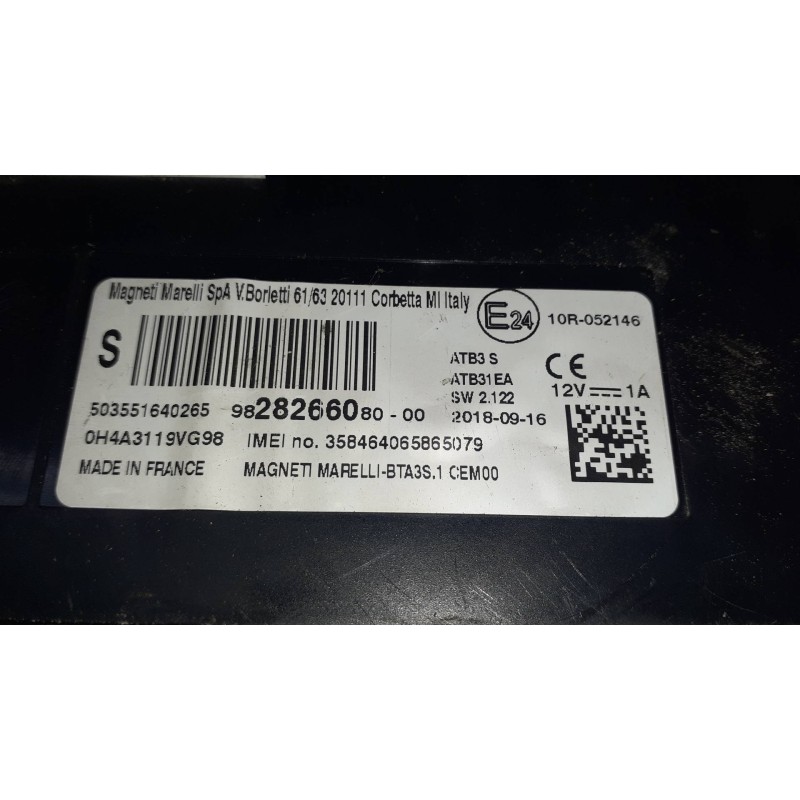 Magneti Marelli SpA V.Borletti 61/63 20111 Corbetta MI Italy
E24 10R-052146
S
ATB3 S
ATB31EA
SW 2.122
CE
12V 1A
503551640265 9828266080-00 2018-09-16
0H4A3119VG98 IMEI no. 358464065865079
MADE IN FRANCE MAGNETI MARELLI-BTA3S.1 CEM00